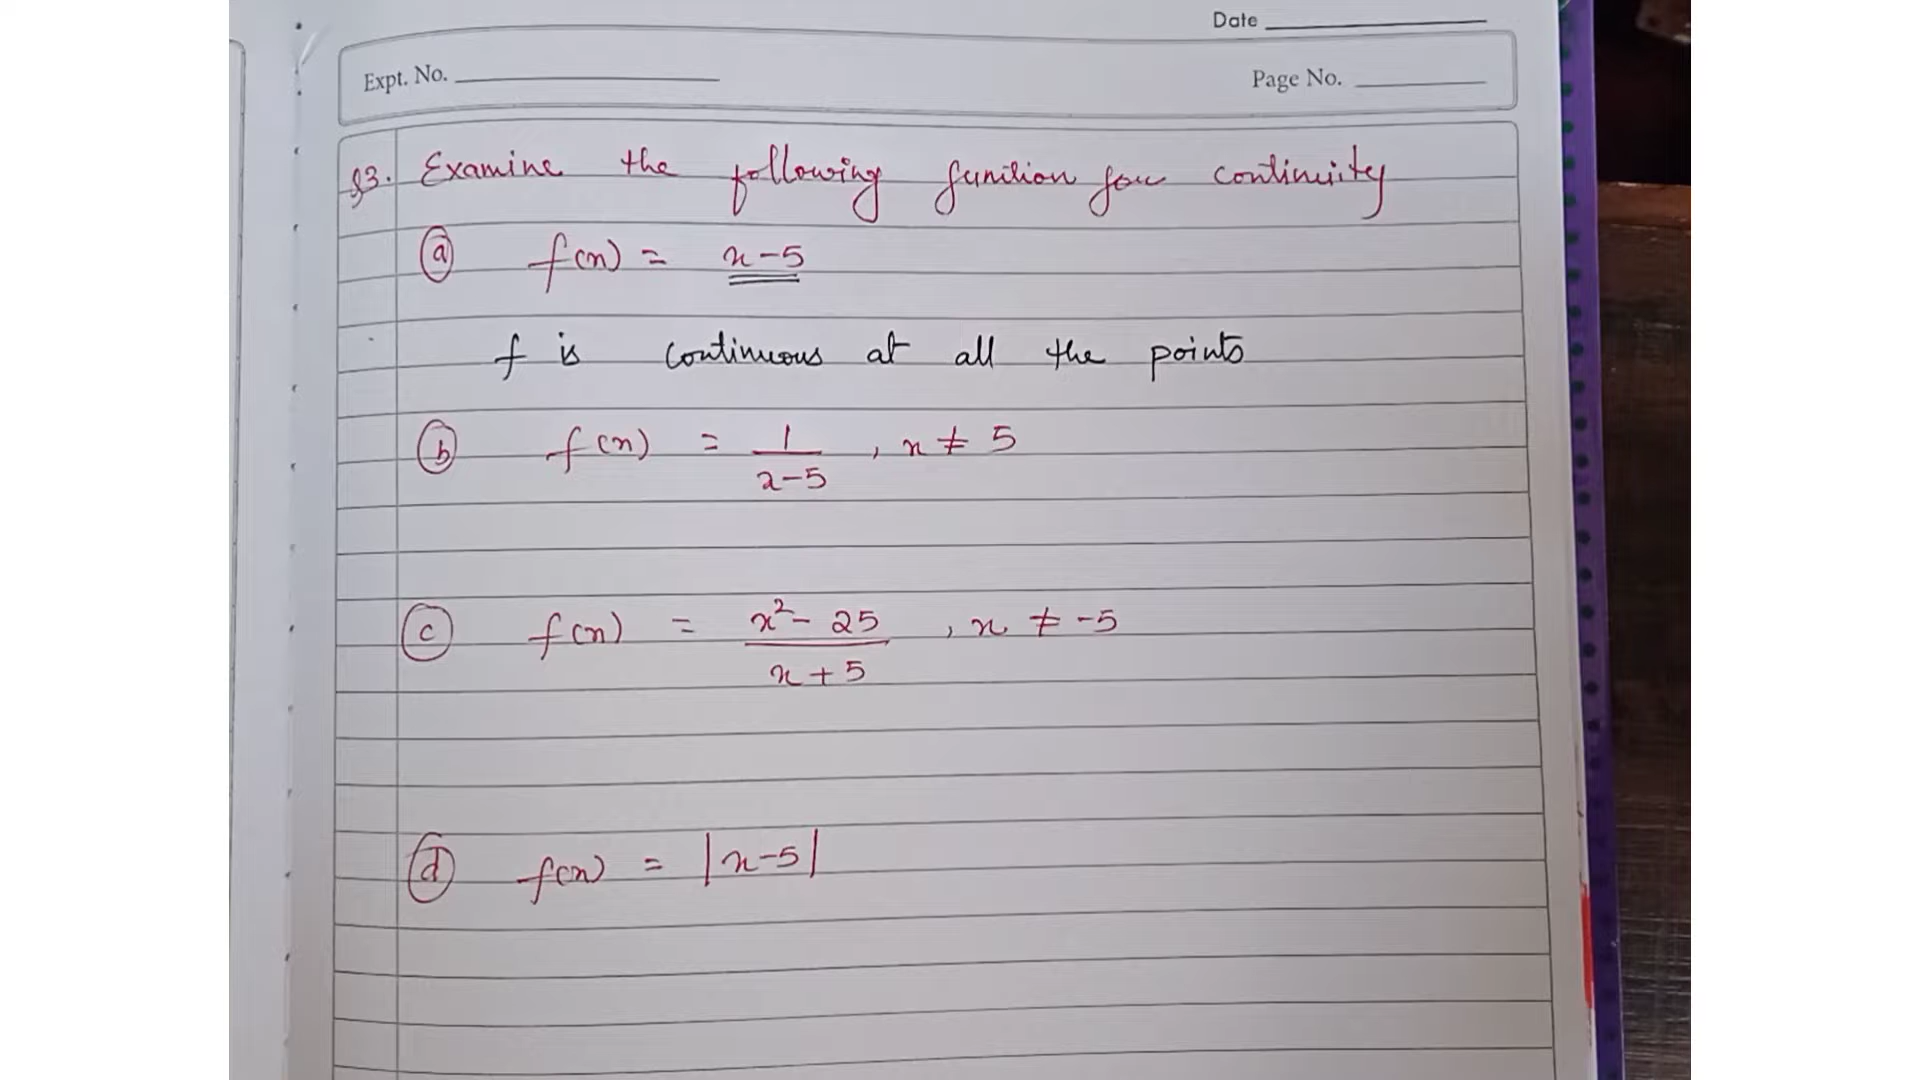 Date
Expt. No.
Page No.
Q3. Examine the following function for continuity
(a) f(x) = x-5
f is continuous at all the points
(b) f(x) = 1/(x-5), x ≠ 5
(c) f(x) = (x²- 25)/(x+5), x ≠ -5
(d) f(x) = |x-5|